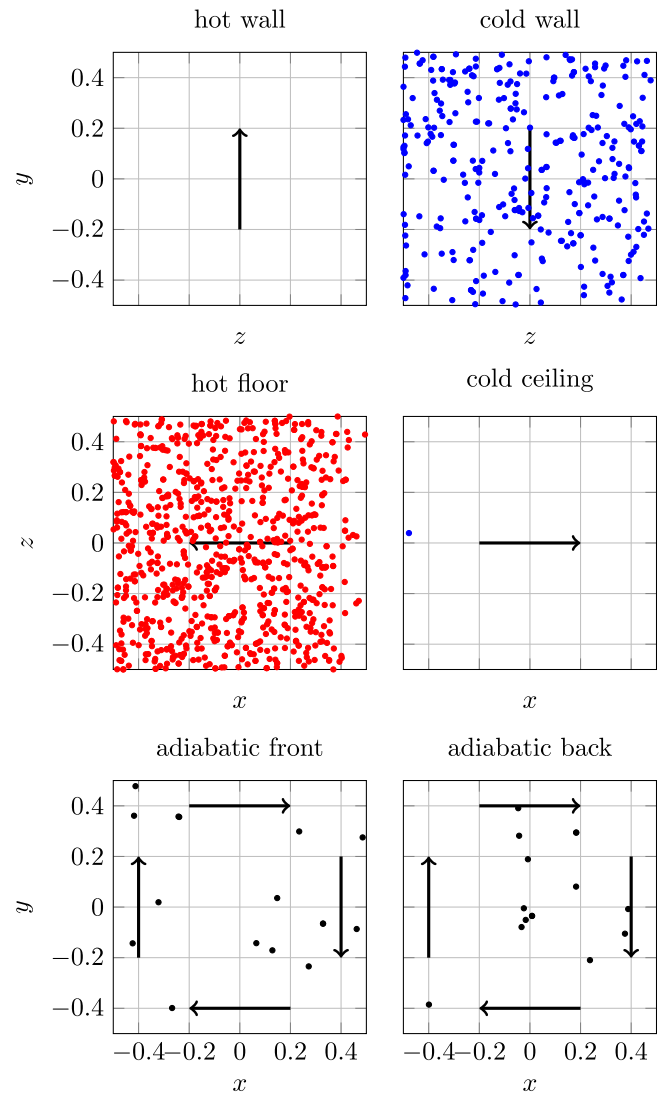 hot wall
cold wall
0.4
0.2
0
−0.2
−0.4
y
z
z
hot floor
cold ceiling
0.4
0.2
0
−0.2
−0.4
z
x
x
adiabatic front
adiabatic back
0.4
0.2
0
−0.2
−0.4
y
−0.4 −0.2 0 0.2 0.4
−0.4 −0.2 0 0.2 0.4
x
x